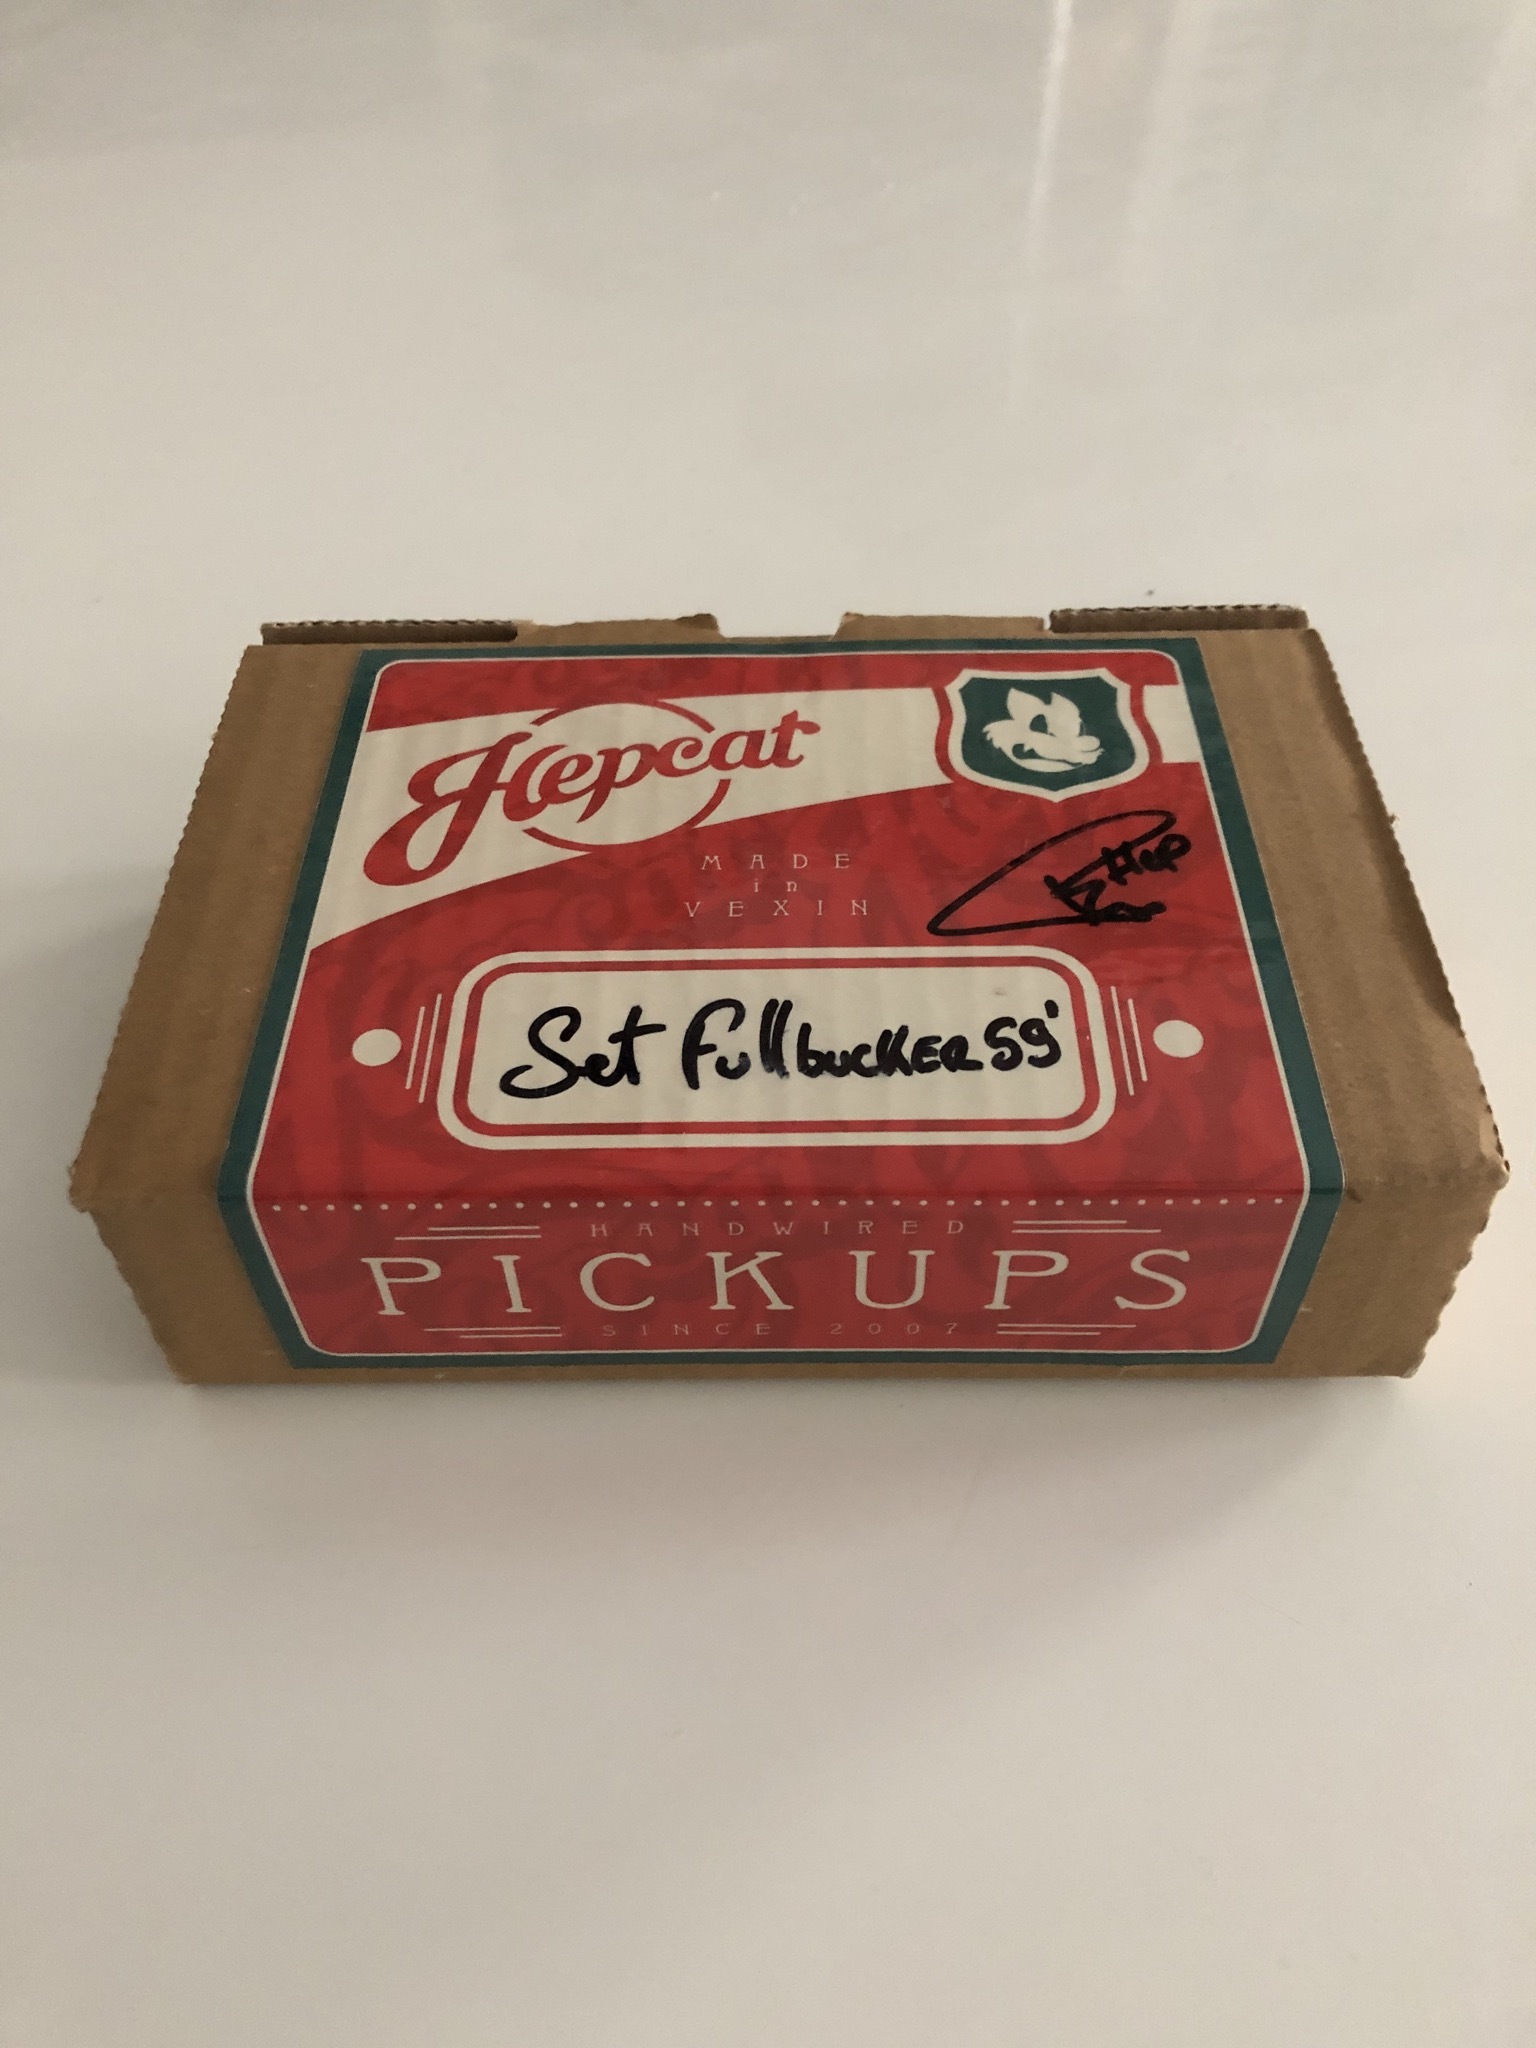 Hepcat
MADE
in
VEXIN
Set Fullbucker 59'
HANDWIRED
PICKUPS
SINCE 2007